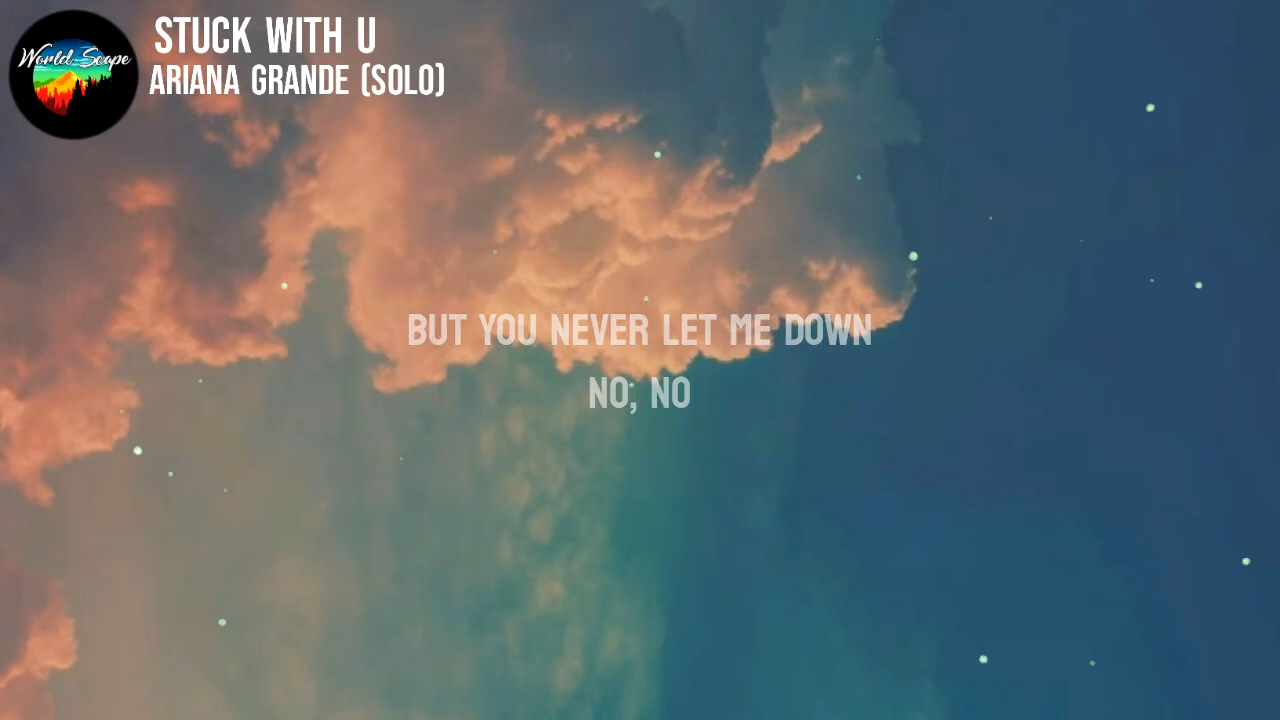 World Scape
STUCK WITH U
ARIANA GRANDE (SOLO)
BUT YOU NEVER LET ME DOWN
NO, NO